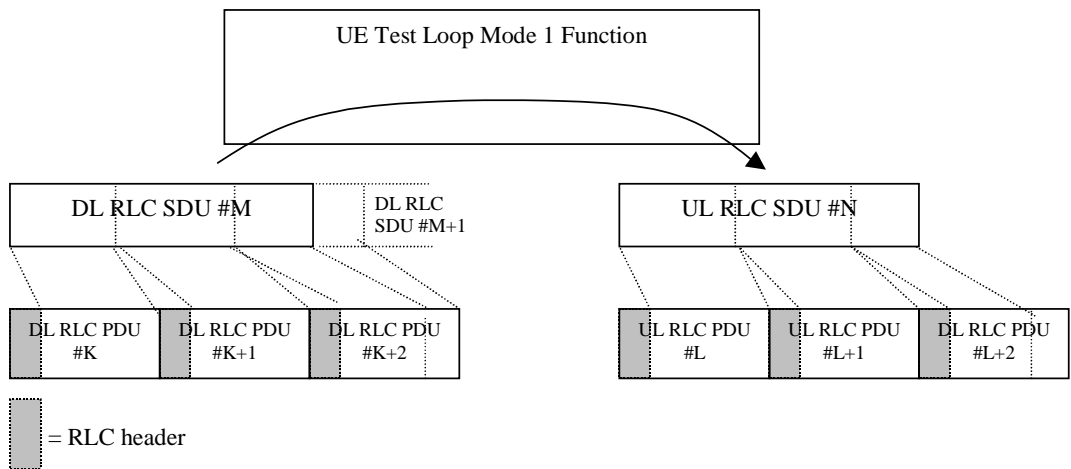 UE Test Loop Mode 1 Function
DL RLC SDU #M
DL RLC
SDU #M+1
UL RLC SDU #N
DL RLC PDU
#K
DL RLC PDU
#K+1
DL RLC PDU
#K+2
UL RLC PDU
#L
UL RLC PDU
#L+1
DL RLC PDU
#L+2
= RLC header